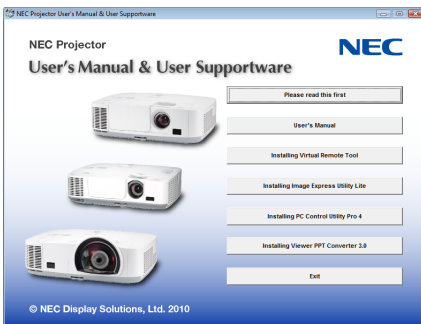 NEC Projector User's Manual & User Supportware
NEC Projector
NEC
User's Manual & User Supportware
Please read this first
User's Manual
Installing Virtual Remote Tool
Installing Image Express Utility Lite
Installing PC Control Utility Pro 4
Installing Viewer PPT Converter 3.0
Exit
© NEC Display Solutions, Ltd. 2010